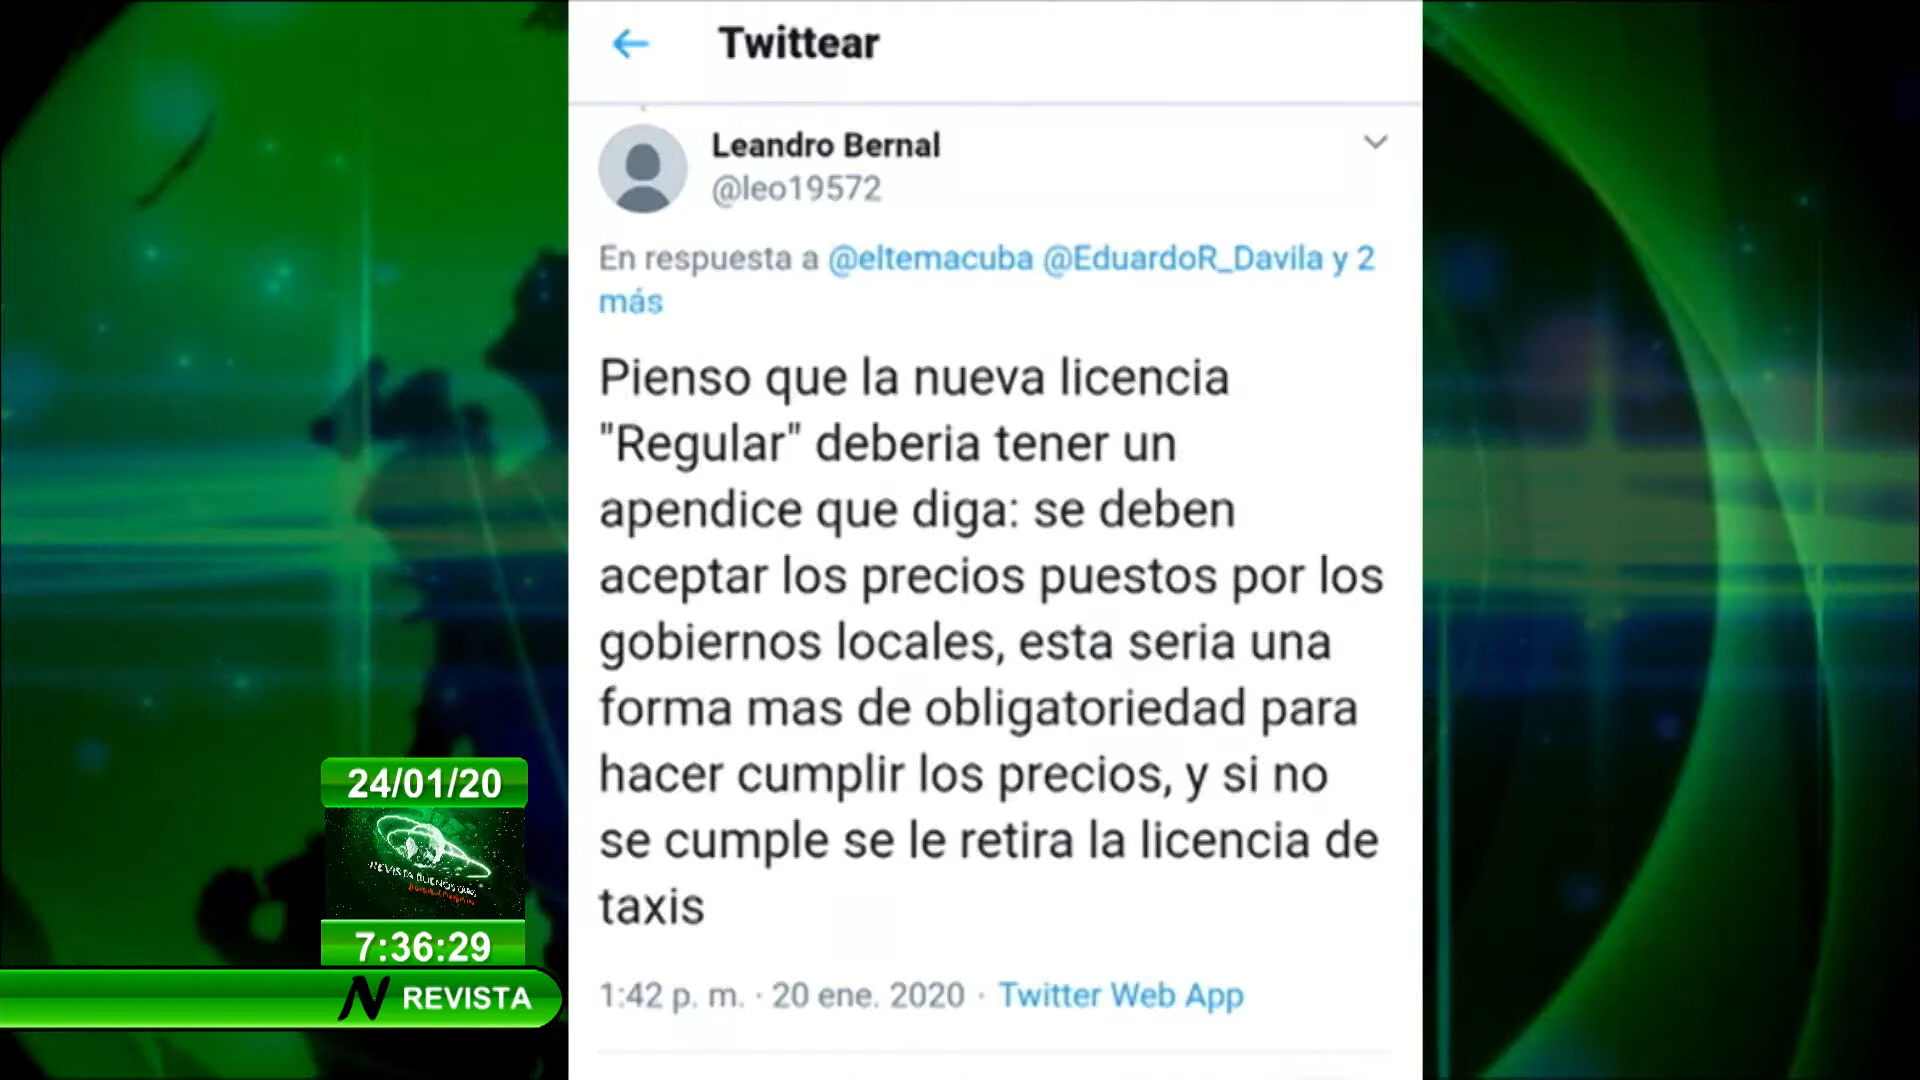 Twittear
Leandro Bernal
@leo19572
En respuesta a @eltemacuba @EduardoR_Davila y 2
más
Pienso que la nueva licencia
"Regular" deberia tener un
apendice que diga: se deben
aceptar los precios puestos por los
gobiernos locales, esta seria una
forma mas de obligatoriedad para
hacer cumplir los precios, y si no
se cumple se le retira la licencia de
taxis
1:42 p. m. · 20 ene. 2020 · Twitter Web App
24/01/20
REVISTA BUENOS DÍAS
7:36:29
N REVISTA